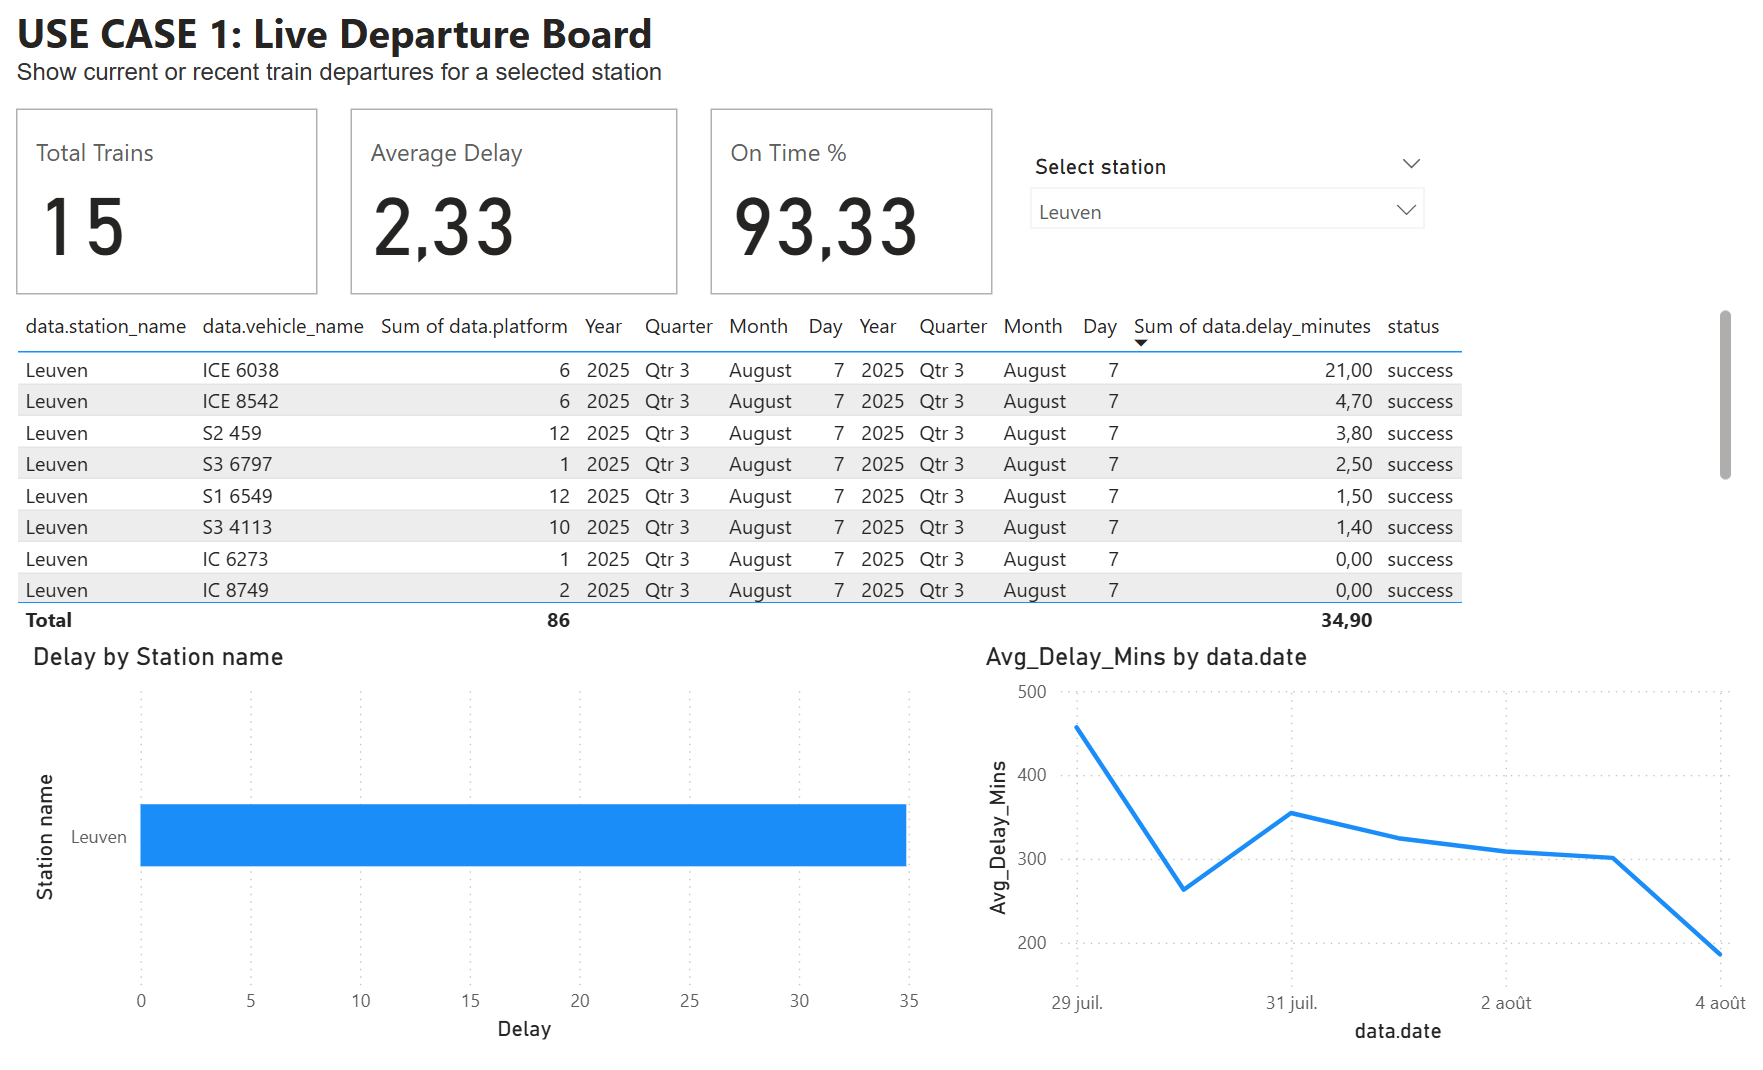 USE CASE 1: Live Departure Board
Show current or recent train departures for a selected station
Total Trains
15
Average Delay
2,33
On Time %
93,33
Select station
Leuven
data.station_name data.vehicle_name Sum of data.platform Year Quarter Month Day Year Quarter Month Day Sum of data.delay_minutes status
Leuven ICE 6038 6 2025 Qtr 3 August 7 2025 Qtr 3 August 7 21,00 success
Leuven ICE 8542 6 2025 Qtr 3 August 7 2025 Qtr 3 August 7 4,70 success
Leuven S2 459 12 2025 Qtr 3 August 7 2025 Qtr 3 August 7 3,80 success
Leuven S3 6797 1 2025 Qtr 3 August 7 2025 Qtr 3 August 7 2,50 success
Leuven S1 6549 12 2025 Qtr 3 August 7 2025 Qtr 3 August 7 1,50 success
Leuven S3 4113 10 2025 Qtr 3 August 7 2025 Qtr 3 August 7 1,40 success
Leuven IC 6273 1 2025 Qtr 3 August 7 2025 Qtr 3 August 7 0,00 success
Leuven IC 8749 2 2025 Qtr 3 August 7 2025 Qtr 3 August 7 0,00 success
Total 86 34,90
Delay by Station name
Station name
Leuven
0 5 10 15 20 25 30 35
Delay
Avg_Delay_Mins by data.date
Avg_Delay_Mins
500
400
300
200
29 juil. 31 juil. 2 août 4 août
data.date